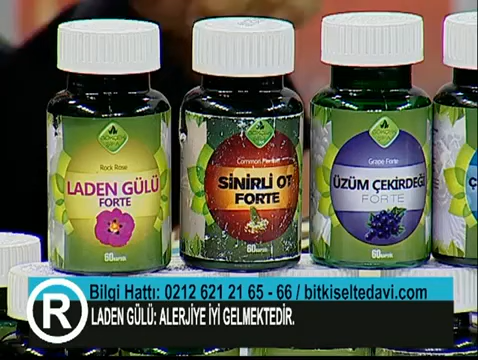 Rock Rose
LADEN GÜLÜ
FORTE
60
Common Plantain
SİNİRLİ OT
FORTE
60
Grape Forte
ÜZÜM ÇEKİRDEĞİ
FORTE
60
Bilgi Hattı: 0212 621 21 65 - 66 / bitkiseltedavi.com
R
LADEN GÜLÜ: ALERJİYE İYİ GELMEKTEDİR.